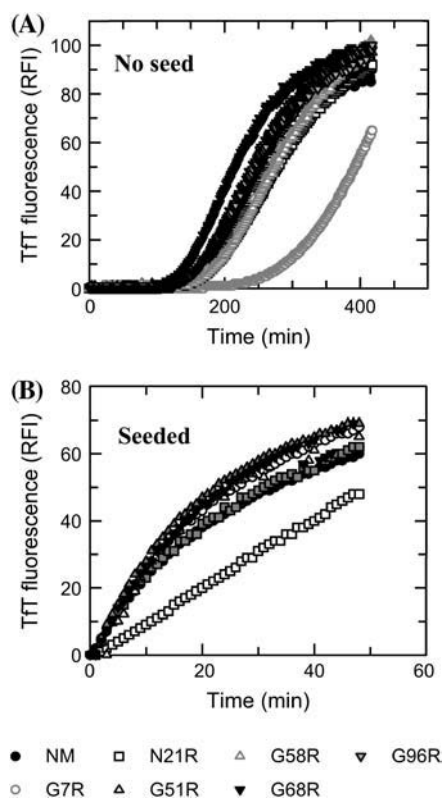 (A)
No seed
TfT fluorescence (RFI)
100
80
60
40
20
0
0
200
400
Time (min)
(B)
Seeded
TfT fluorescence (RFI)
80
60
40
20
0
0
20
40
60
Time (min)
NM N21R G58R G96R
G7R G51R G68R